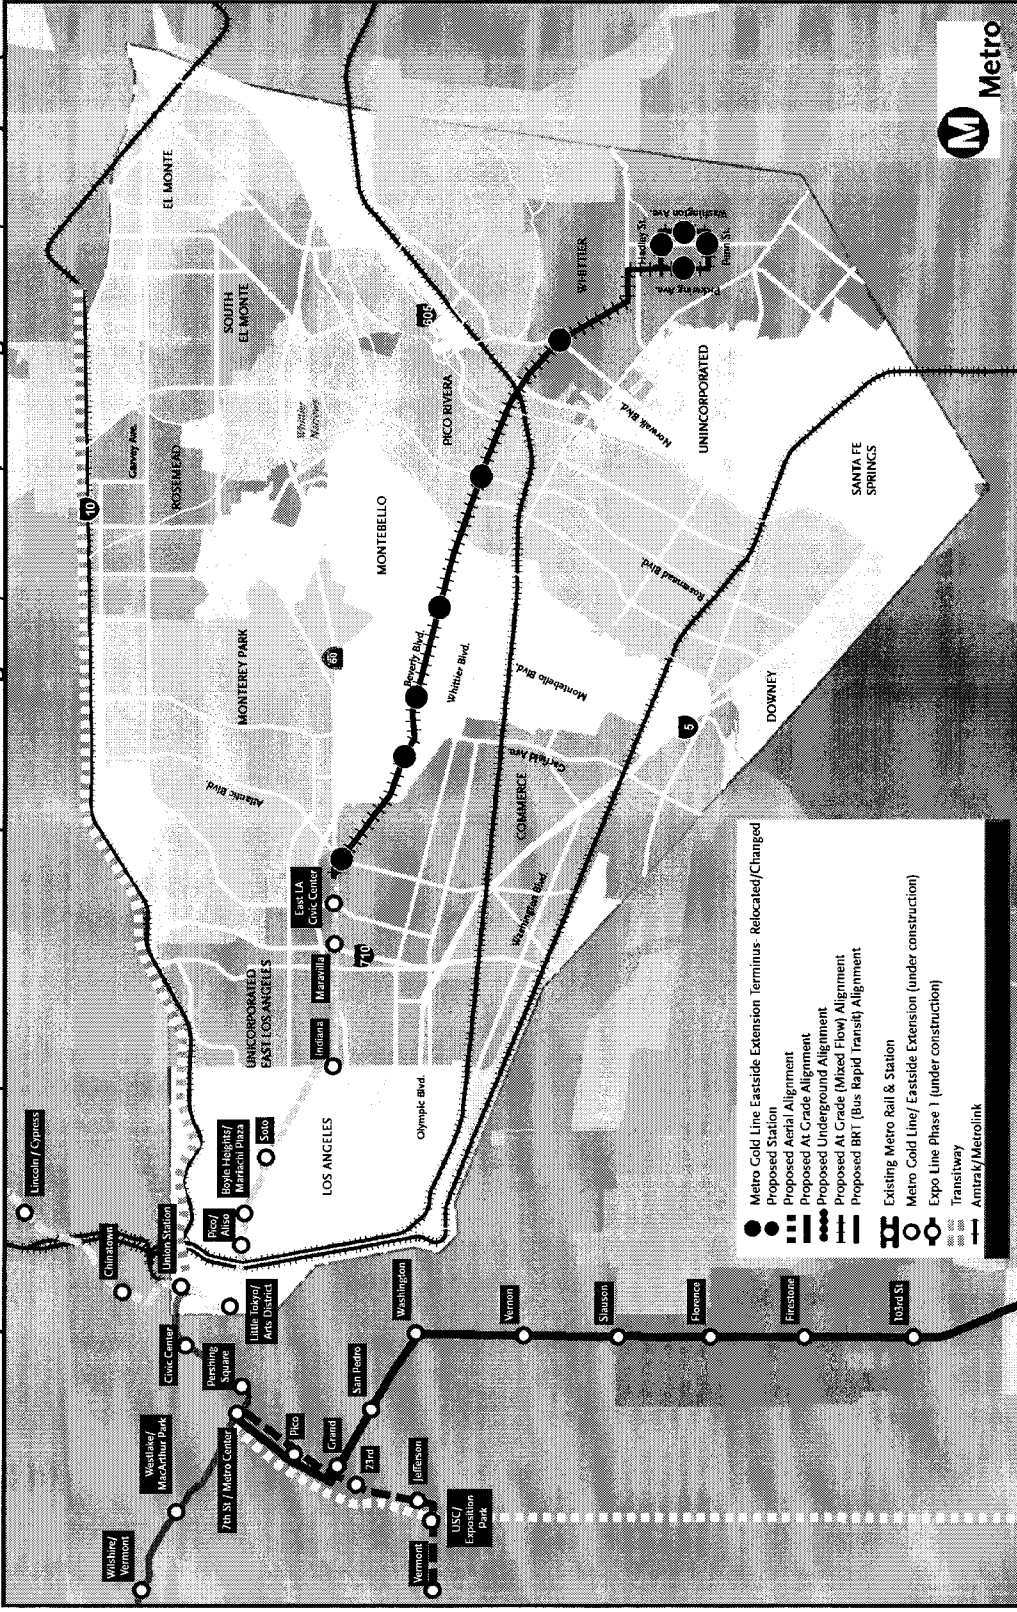 Metro
M
EL MONTE
SOUTH
EL MONTE
605
WHITTIER
Hadley St.
Washington Ave.
Penn St.
Pickering Ave.
10
Garvey Ave.
ROSEMEAD
Whittier
Narrows
PICO RIVERA
Norwalk Blvd.
UNINCORPORATED
SANTA FE
SPRINGS
MONTEBELLO
MONTEREY PARK
60
Beverly Blvd.
Whittier Blvd.
Montebello Blvd.
Rosemead Blvd.
DOWNEY
5
Atlantic Blvd.
Garfield Ave.
COMMERCE
Washington Blvd.
East LA
Civic Center
Maravilla
710
UNICORPORATED
EAST LOS ANGELES
Indiana
Olympic Blvd.
LOS ANGELES
Soto
Boyle Heights/
Mariachi Plaza
Pico/
Aliso
Lincoln / Cypress
Chinatown
Union Station
Little Tokyo/
Arts District
Civic Center
Pershing
Square
Westlake/
MacArthur Park
7th St / Metro Center
Wilshire/
Vermont
Pico
Grand
23rd
Jefferson
USC/
Exposition
Park
Vermont
San Pedro
Washington
Vernon
Slauson
Florence
Firestone
103rd St
Metro Gold Line Eastside Extension Terminus- Relocated/Changed
Proposed Station
Proposed Aerial Alignment
Proposed At Grade Alignment
Proposed Underground Alignment
Proposed At Grade (Mixed Flow) Alignment
Proposed BRT (Bus Rapid Transit) Alignment
Existing Metro Rail & Station
Metro Gold Line/ Eastside Extension (under construction)
Expo Line Phase 1 (under construction)
Transitway
Amtrak/Metrolink